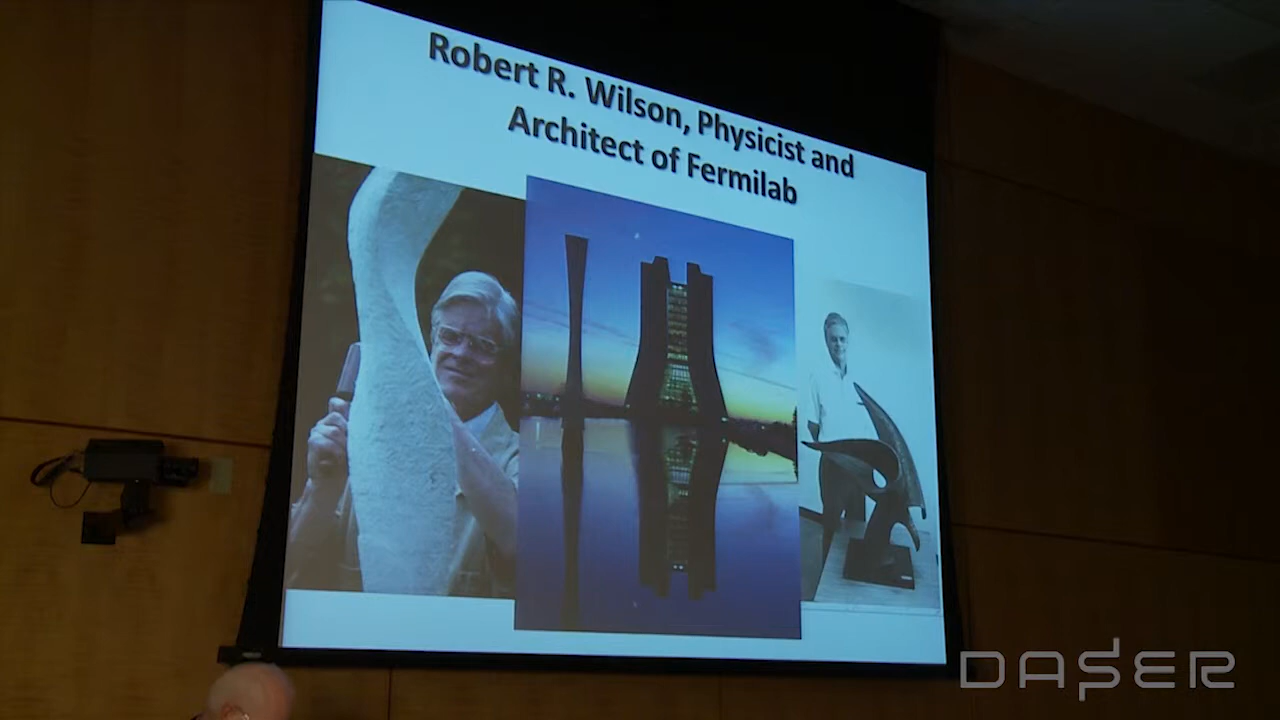 Robert R. Wilson, Physicist and
Architect of Fermilab
DASER